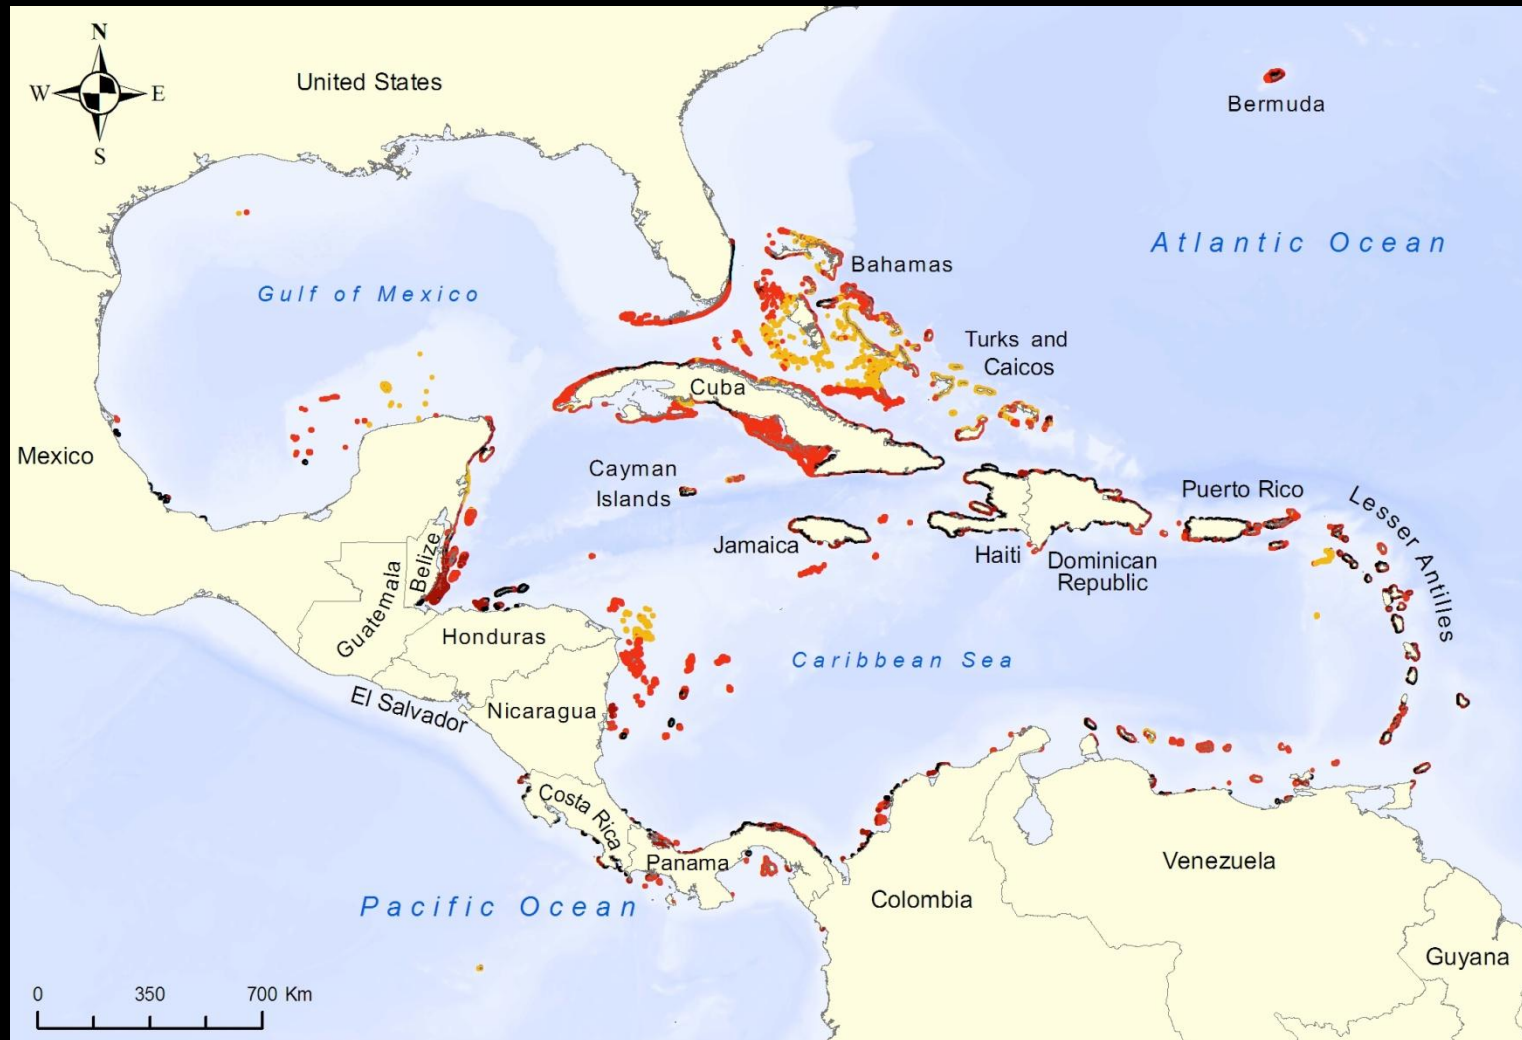 N
United States
W
E
Bermuda
S
Atlantic Ocean
Bahamas
Gulf of Mexico
Turks and
Caicos
Cuba
Mexico
Cayman
Islands
Puerto Rico
Lesser Antilles
Jamaica
Belize
Haiti
Dominican
Republic
Guatemala
Honduras
Caribbean Sea
El Salvador
Nicaragua
Costa Rica
Panama
Venezuela
Colombia
Pacific Ocean
Guyana
0 350 700 Km